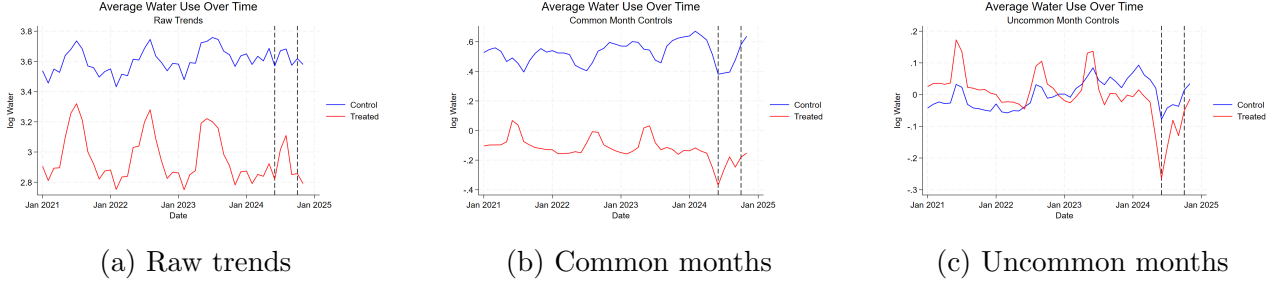 Average Water Use Over Time
Raw Trends
log Water
3.8
3.6
3.4
3.2
3
2.8
Jan 2021
Jan 2022
Jan 2023
Jan 2024
Jan 2025
Date
Control
Treated
(a) Raw trends
Average Water Use Over Time
Common Month Controls
log Water
.6
.4
.2
0
-.2
-.4
Jan 2021
Jan 2022
Jan 2023
Jan 2024
Jan 2025
Date
Control
Treated
(b) Common months
Average Water Use Over Time
Uncommon Month Controls
log Water
.2
.1
0
-.1
-.2
-.3
Jan 2021
Jan 2022
Jan 2023
Jan 2024
Jan 2025
Date
Control
Treated
(c) Uncommon months